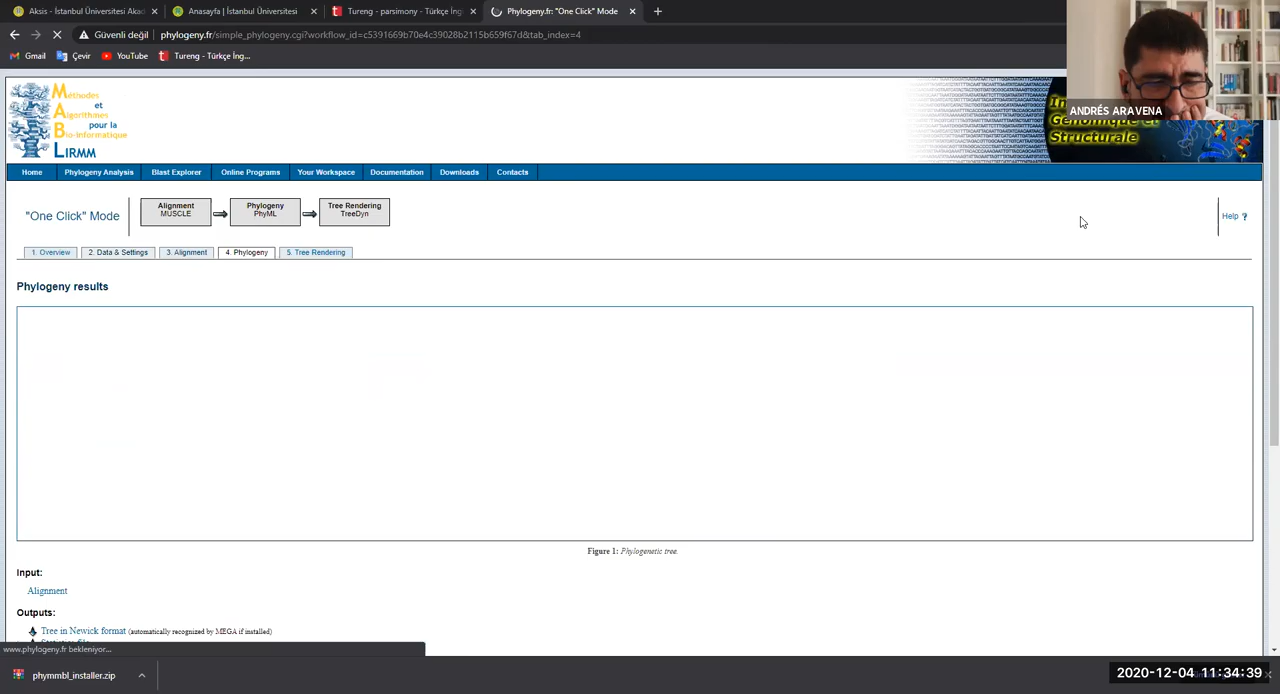 Aksis - İstanbul Üniversitesi Akad
Anasayfa | İstanbul Üniversitesi
Tureng - parsimony - Türkçe İng
Phylogeny.fr: "One Click" Mode
Güvenli değil
phylogeny.fr/simple_phylogeny.cgi?workflow_id=c5391669b70e4c39028b2115b659f67d&tab_index=4
Gmail
Çevir
YouTube
Tureng - Türkçe İng...
Méthodes
et
Algorithmes
pour la
Bio-informatique
LIRMM
Génomique et
Structurale
ANDRÉS ARAVENA
Home
Phylogeny Analysis
Blast Explorer
Online Programs
Your Workspace
Documentation
Downloads
Contacts
"One Click" Mode
Alignment
MUSCLE
Phylogeny
PhyML
Tree Rendering
TreeDyn
Help ?
1. Overview
2. Data & Settings
3. Alignment
4. Phylogeny
5. Tree Rendering
Phylogeny results
Figure 1: Phylogenetic tree.
Input:
Alignment
Outputs:
Tree in Newick format (automatically recognized by MEGA if installed)
www.phylogeny.fr bekleniyor...
phymmbl_installer.zip
2020-12-04 11:34:39